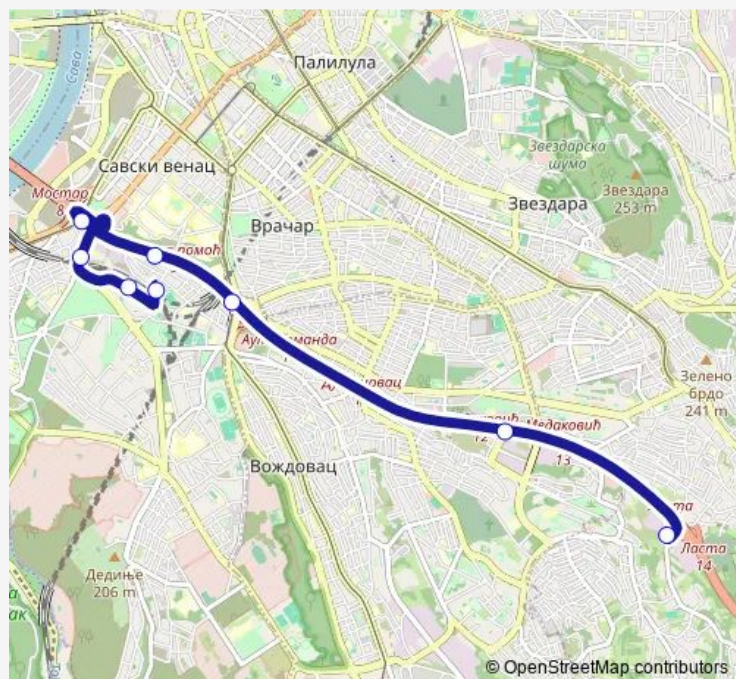 Палилула
Сава
Савски венац
Звездарска
шума
Звездара
253 m
Мостар
8
Звездара
Врачар
Зелено
брдо
241 m
Вождовац
13
12
Медаковић
Ласта
14
Дедиње
206 m
© OpenStreetMap contributors